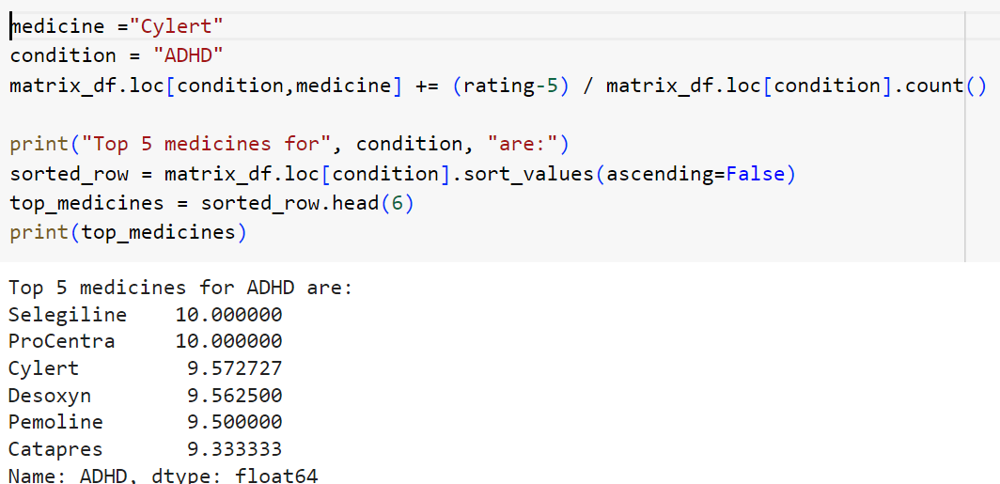 medicine ="Cylert"
condition = "ADHD"
matrix_df.loc[condition,medicine] += (rating-5) / matrix_df.loc[condition].count()
print("Top 5 medicines for", condition, "are:")
sorted_row = matrix_df.loc[condition].sort_values(ascending=False)
top_medicines = sorted_row.head(6)
print(top_medicines)
Top 5 medicines for ADHD are:
Selegiline    10.000000
ProCentra     10.000000
Cylert         9.572727
Desoxyn        9.562500
Pemoline       9.500000
Catapres       9.333333
Name: ADHD, dtype: float64